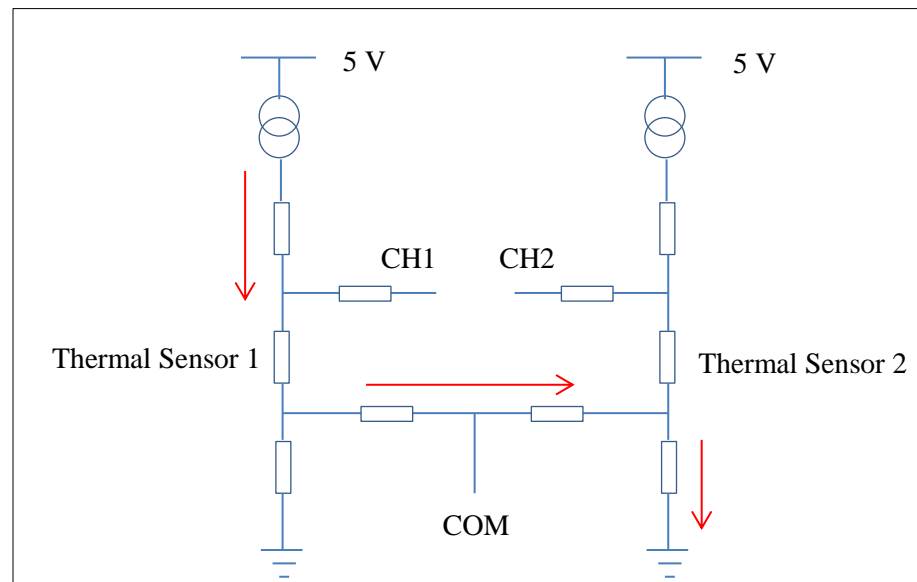 5 V
5 V
CH1
CH2
Thermal Sensor 1
Thermal Sensor 2
COM